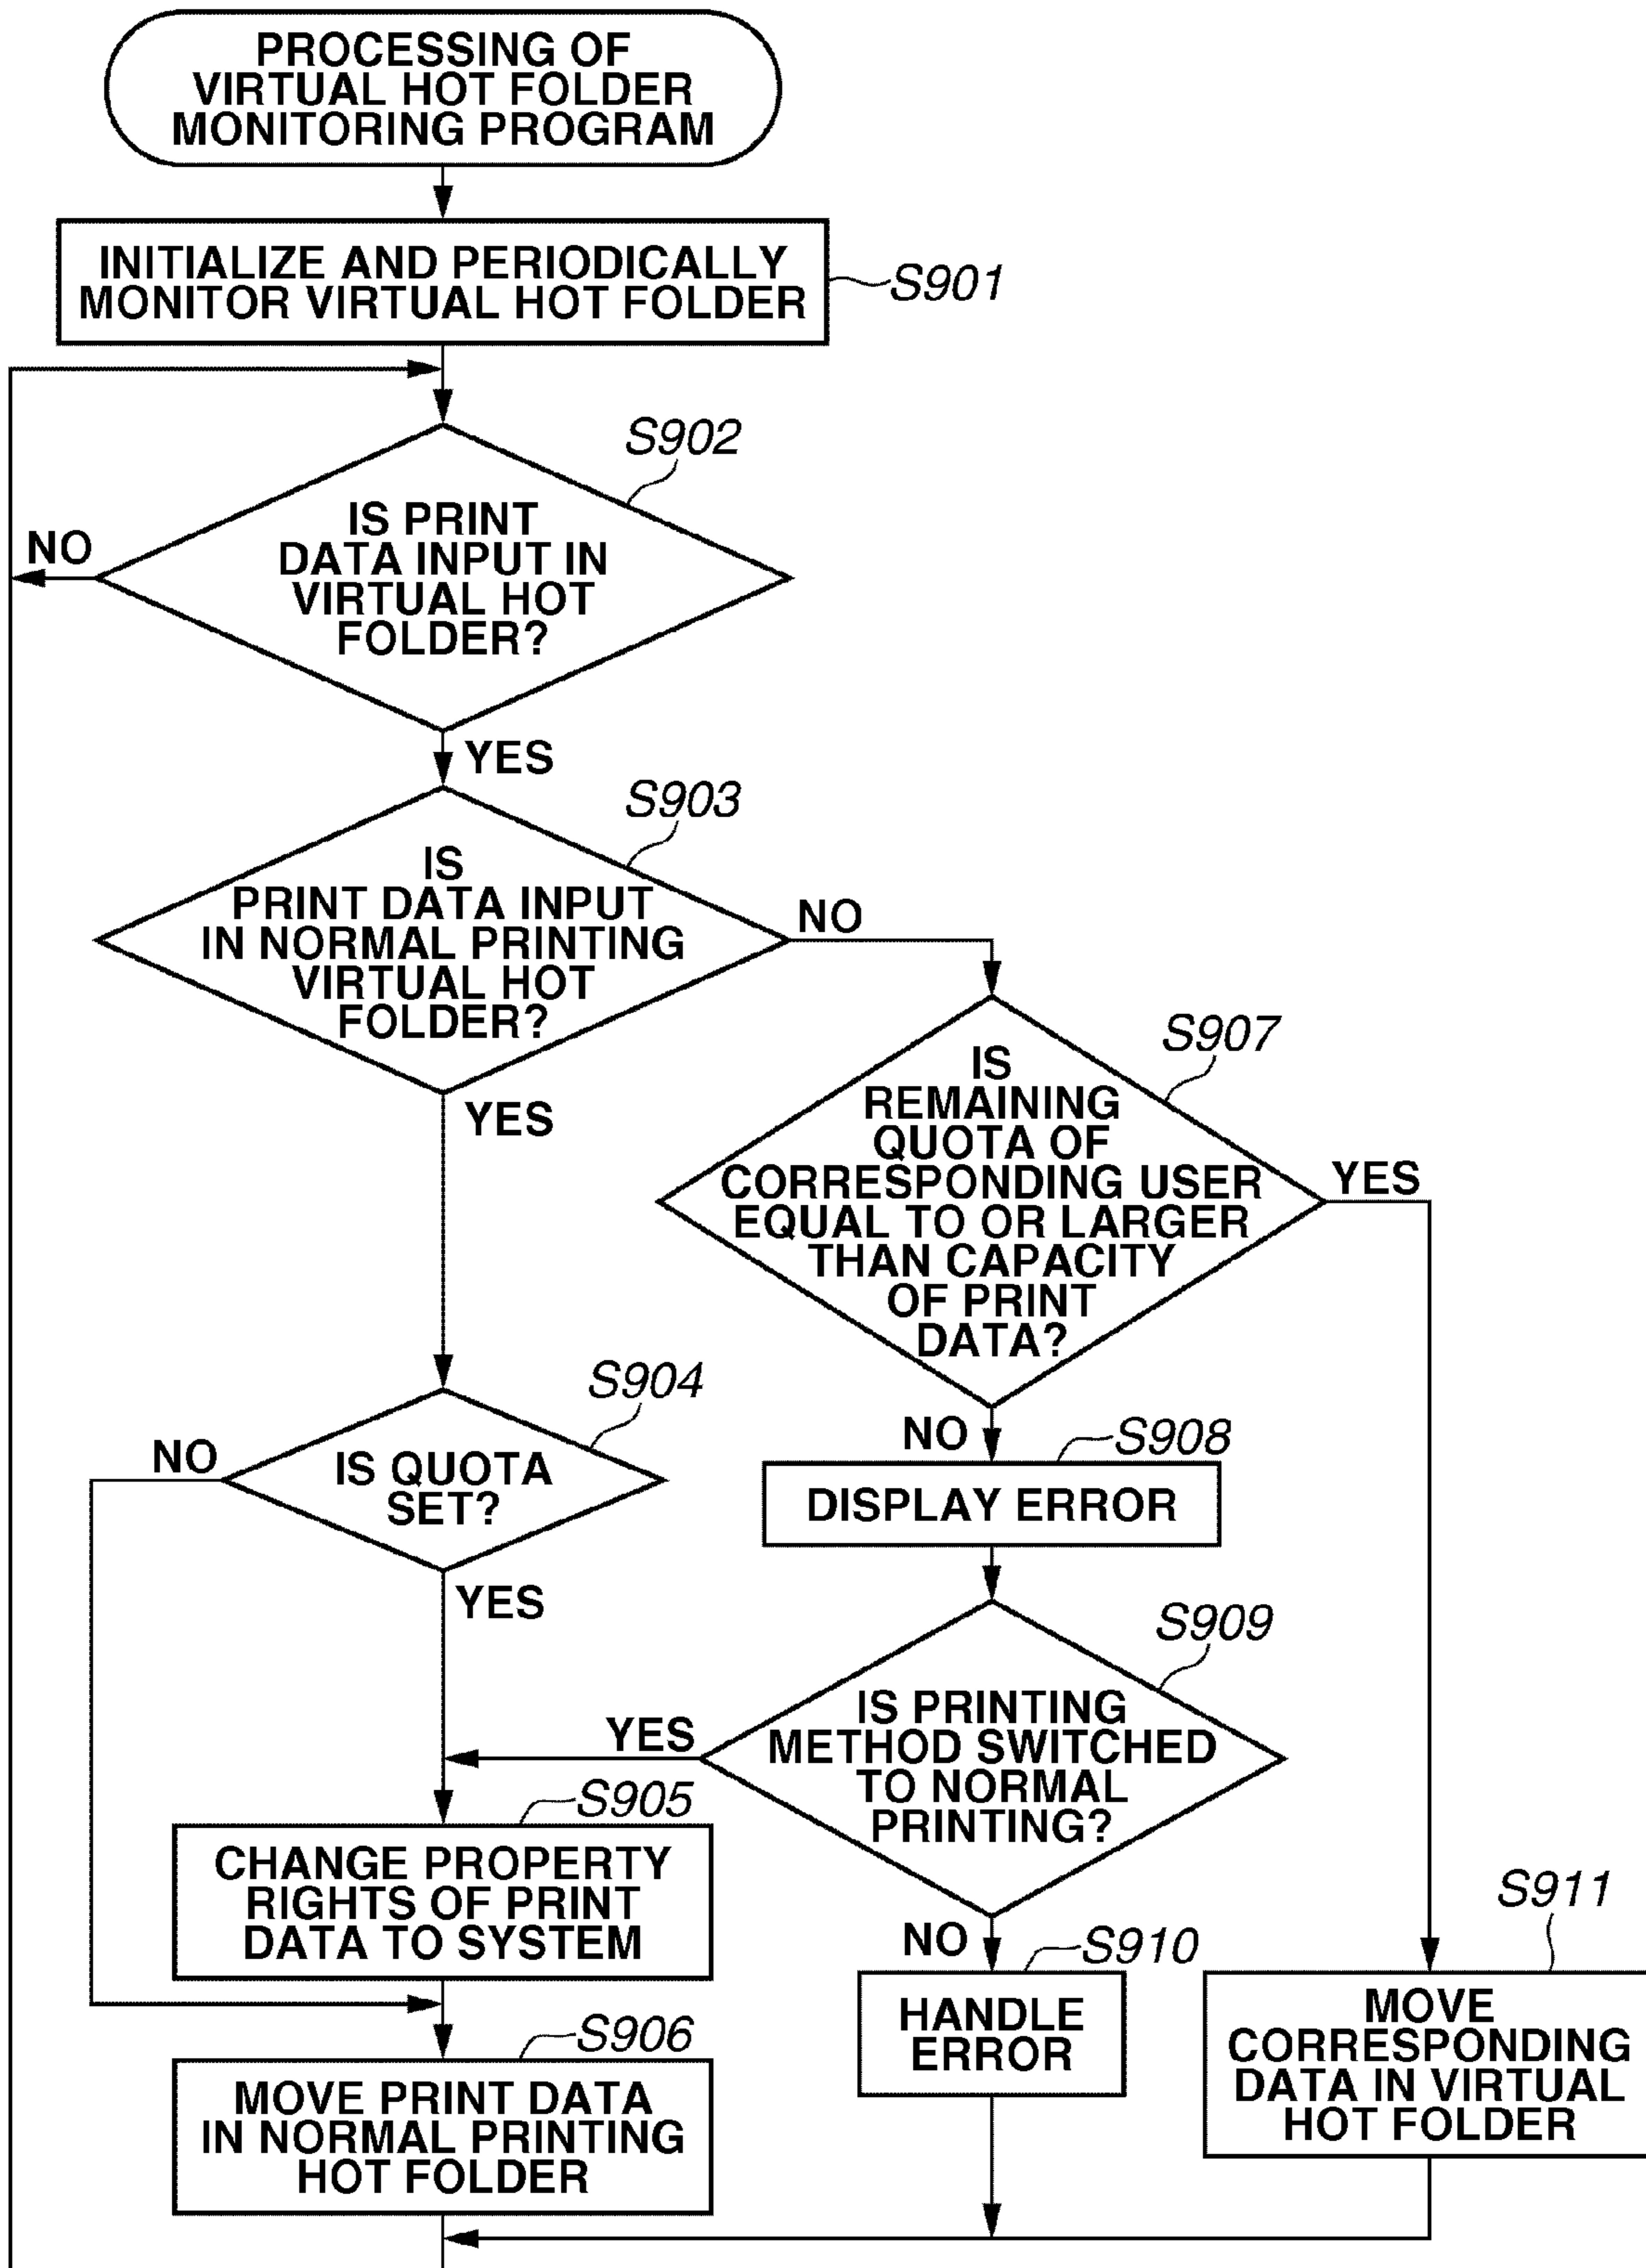 PROCESSING OF
VIRTUAL HOT FOLDER
MONITORING PROGRAM
INITIALIZE AND PERIODICALLY
MONITOR VIRTUAL HOT FOLDER
S901
S902
IS PRINT
DATA INPUT IN
VIRTUAL HOT
FOLDER?
NO
YES
S903
IS
PRINT DATA INPUT
IN NORMAL PRINTING
VIRTUAL HOT
FOLDER?
NO
YES
S907
IS
REMAINING
QUOTA OF
CORRESPONDING USER
EQUAL TO OR LARGER
THAN CAPACITY
OF PRINT
DATA?
YES
NO
S904
IS QUOTA
SET?
NO
YES
S908
DISPLAY ERROR
S909
IS PRINTING
METHOD SWITCHED
TO NORMAL
PRINTING?
YES
NO
S905
CHANGE PROPERTY
RIGHTS OF PRINT
DATA TO SYSTEM
S910
HANDLE
ERROR
S911
MOVE
CORRESPONDING
DATA IN VIRTUAL
HOT FOLDER
S906
MOVE PRINT DATA
IN NORMAL PRINTING
HOT FOLDER